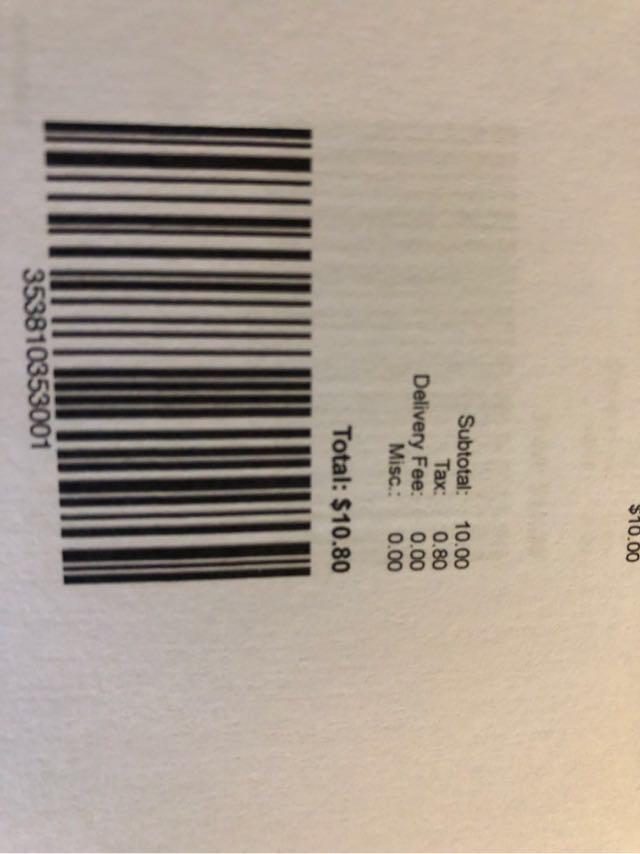 $10.00
Subtotal: 10.00
Tax: 0.80
Delivery Fee: 0.00
Misc.: 0.00
Total: $10.80
353810353001